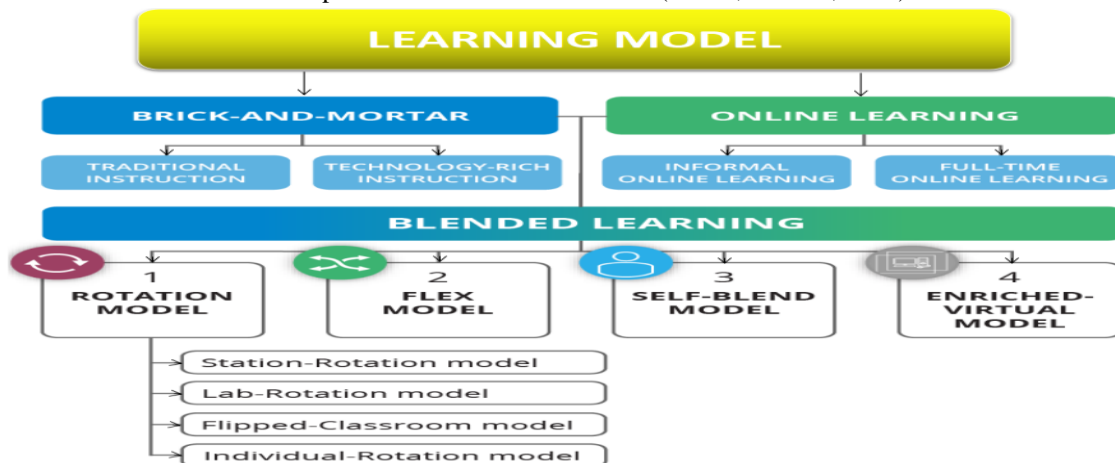 LEARNING MODEL
BRICK-AND-MORTAR
ONLINE LEARNING
TRADITIONAL
INSTRUCTION
TECHNOLOGY-RICH
INSTRUCTION
INFORMAL
ONLINE LEARNING
FULL-TIME
ONLINE LEARNING
BLENDED LEARNING
1
ROTATION
MODEL
2
FLEX
MODEL
3
SELF-BLEND
MODEL
4
ENRICHED-
VIRTUAL
MODEL
Station-Rotation model
Lab-Rotation model
Flipped-Classroom model
Individual-Rotation model